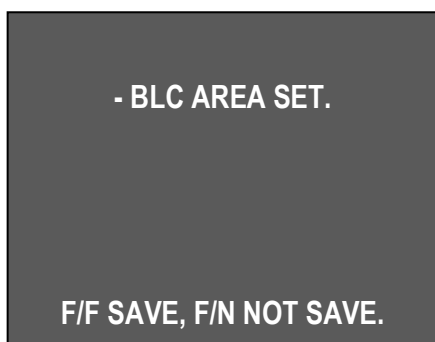 - BLC AREA SET.
F/F SAVE, F/N NOT SAVE.